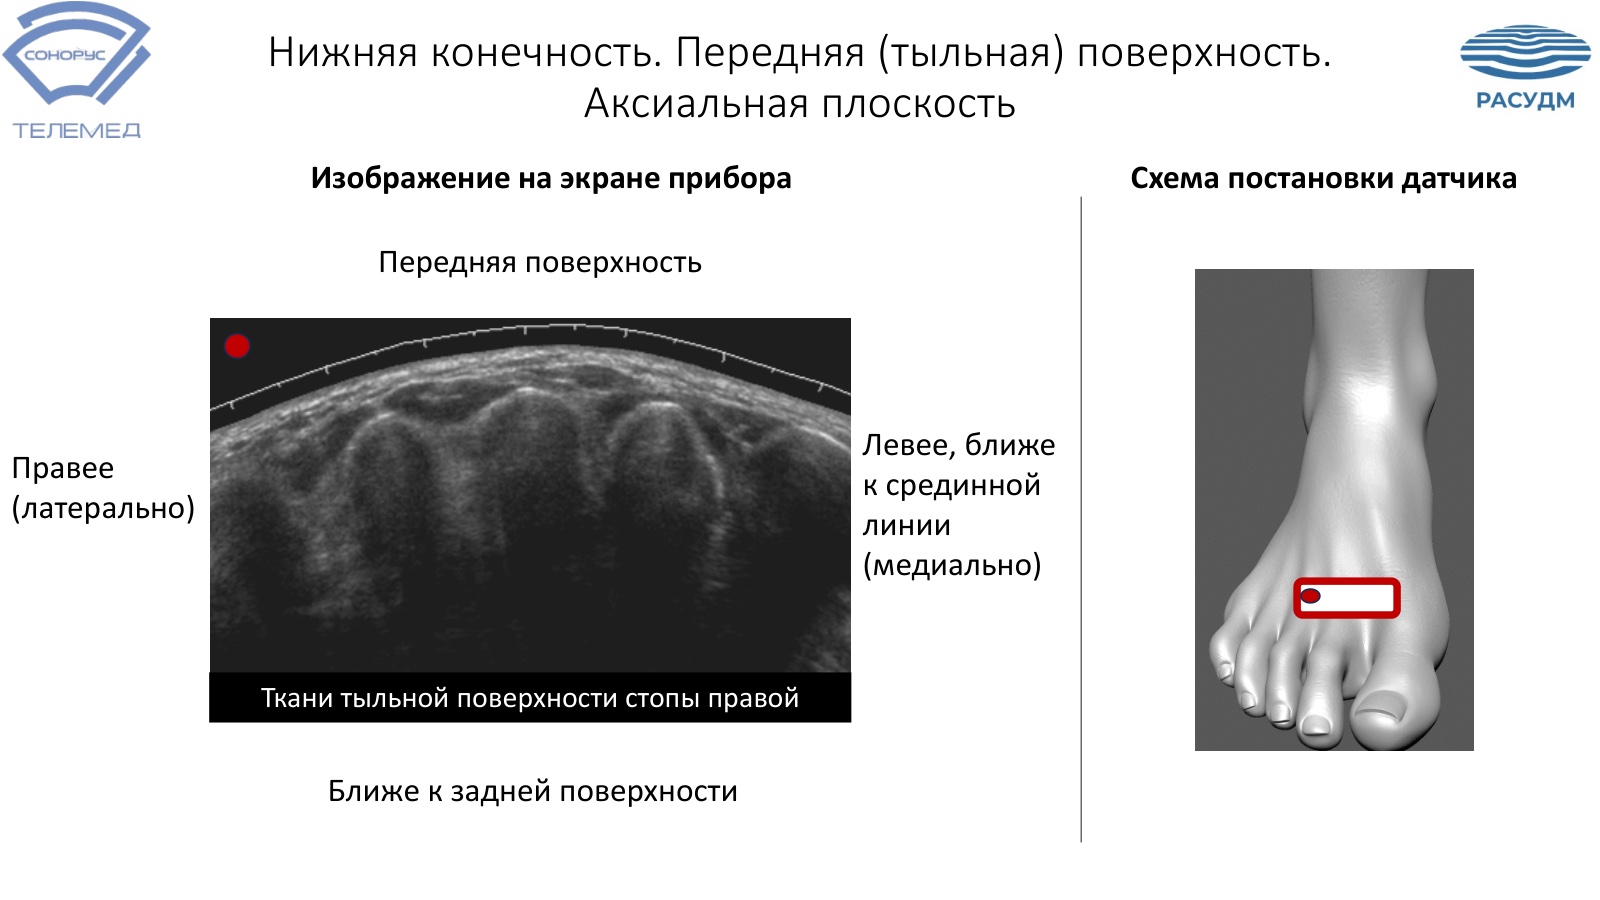 СОНОРУС
ТЕЛЕМЕД
Нижняя конечность. Передняя (тыльная) поверхность.
Аксиальная плоскость
РАСУДМ
Изображение на экране прибора
Схема постановки датчика
Передняя поверхность
Правее
(латерально)
Левее, ближе
к срединной
линии
(медиально)
Ткани тыльной поверхности стопы правой
Ближе к задней поверхности